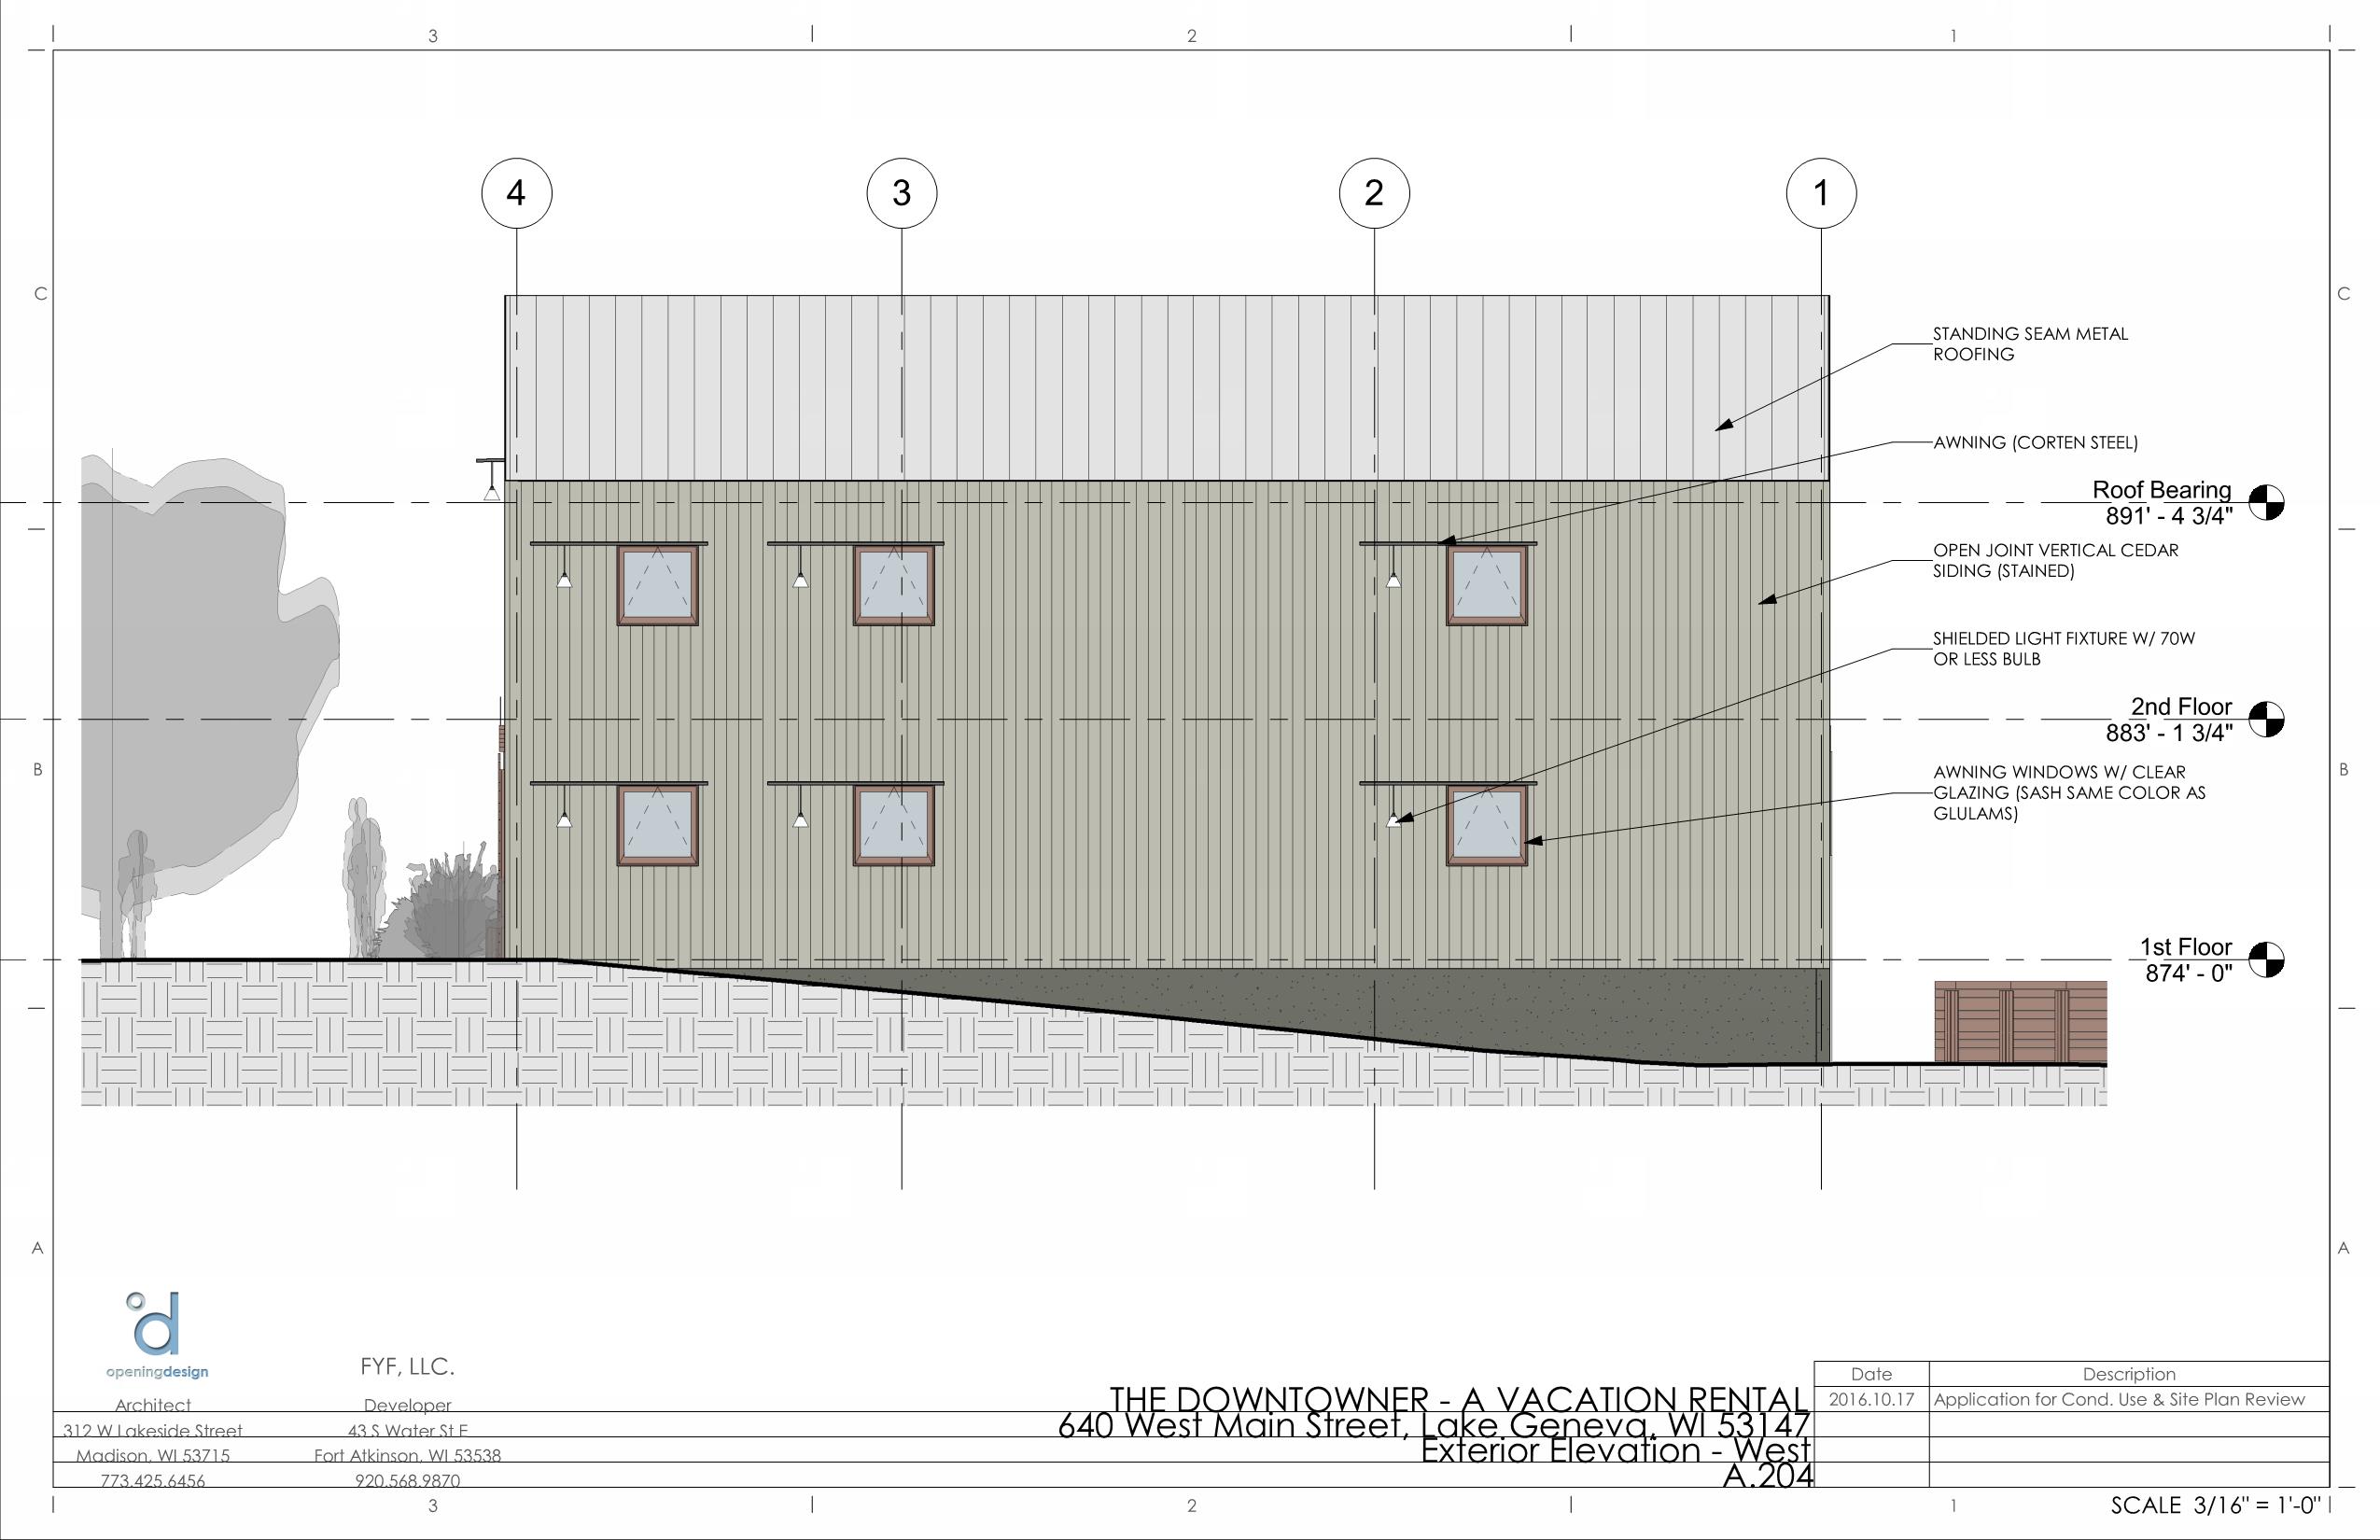 3 2 1
4 3 2 1
C C
STANDING SEAM METAL
ROOFING
AWNING (CORTEN STEEL)
Roof Bearing
891' - 4 3/4"
OPEN JOINT VERTICAL CEDAR
SIDING (STAINED)
SHIELDED LIGHT FIXTURE W/ 70W
OR LESS BULB
2nd Floor
883' - 1 3/4"
B B
AWNING WINDOWS W/ CLEAR
GLAZING (SASH SAME COLOR AS
GLULAMS)
1st Floor
874' - 0"
A A
openingdesign
Architect
312 W Lakeside Street
Madison, WI 53715
773.425.6456
FYF, LLC.
Developer
43 S Water St E
Fort Atkinson, WI 53538
920.568.9870
THE DOWNTOWNER - A VACATION RENTAL
640 West Main Street, Lake Geneva, WI 53147
Exterior Elevation - West
A.204
Date Description
2016.10.17 Application for Cond. Use & Site Plan Review
3 2 1
SCALE 3/16" = 1'-0"